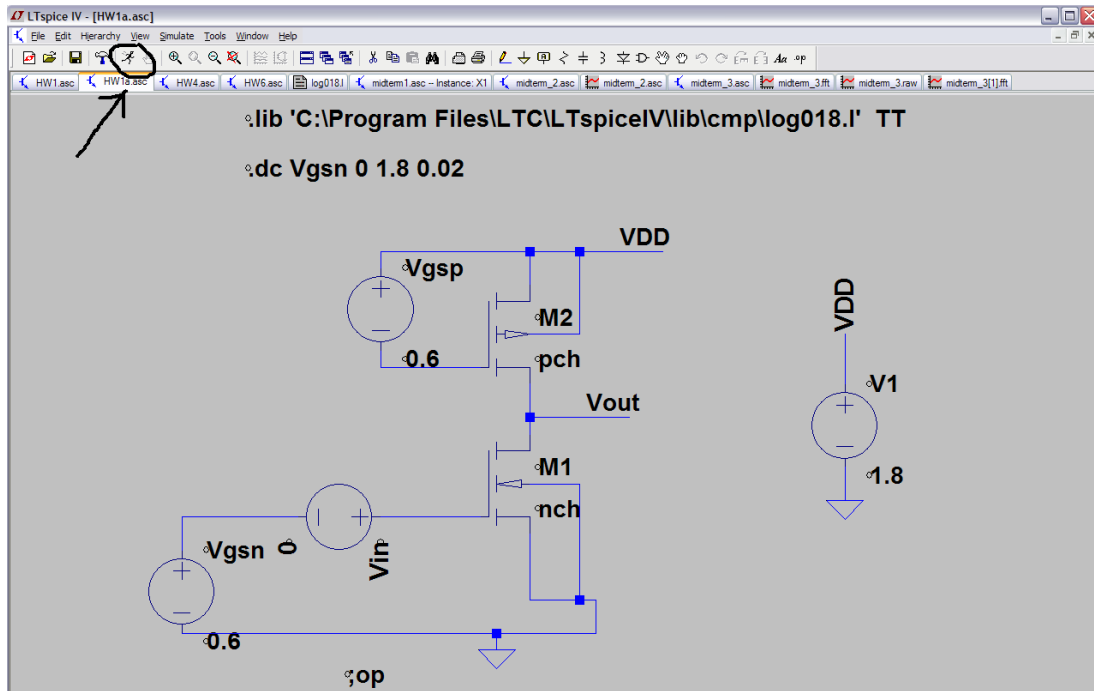 LTspice IV - [HW1a.asc]
File Edit Hierarchy View Simulate Tools Window Help
HW1.asc HW1a.asc HW4.asc HW6.asc log018.l midterm1.asc -- Instance: X1 midterm_2.asc midterm_2.asc midterm_3.asc midterm_3.fft midterm_3.raw midterm_3[1].fft
.lib 'C:\Program Files\LTC\LTspiceIV\lib\cmp\log018.l' TT
.dc Vgsn 0 1.8 0.02
VDD
Vgsp
M2
0.6
pch
VDD
V1
1.8
Vout
M1
nch
Vgsn
0
Vin
0.6
;op